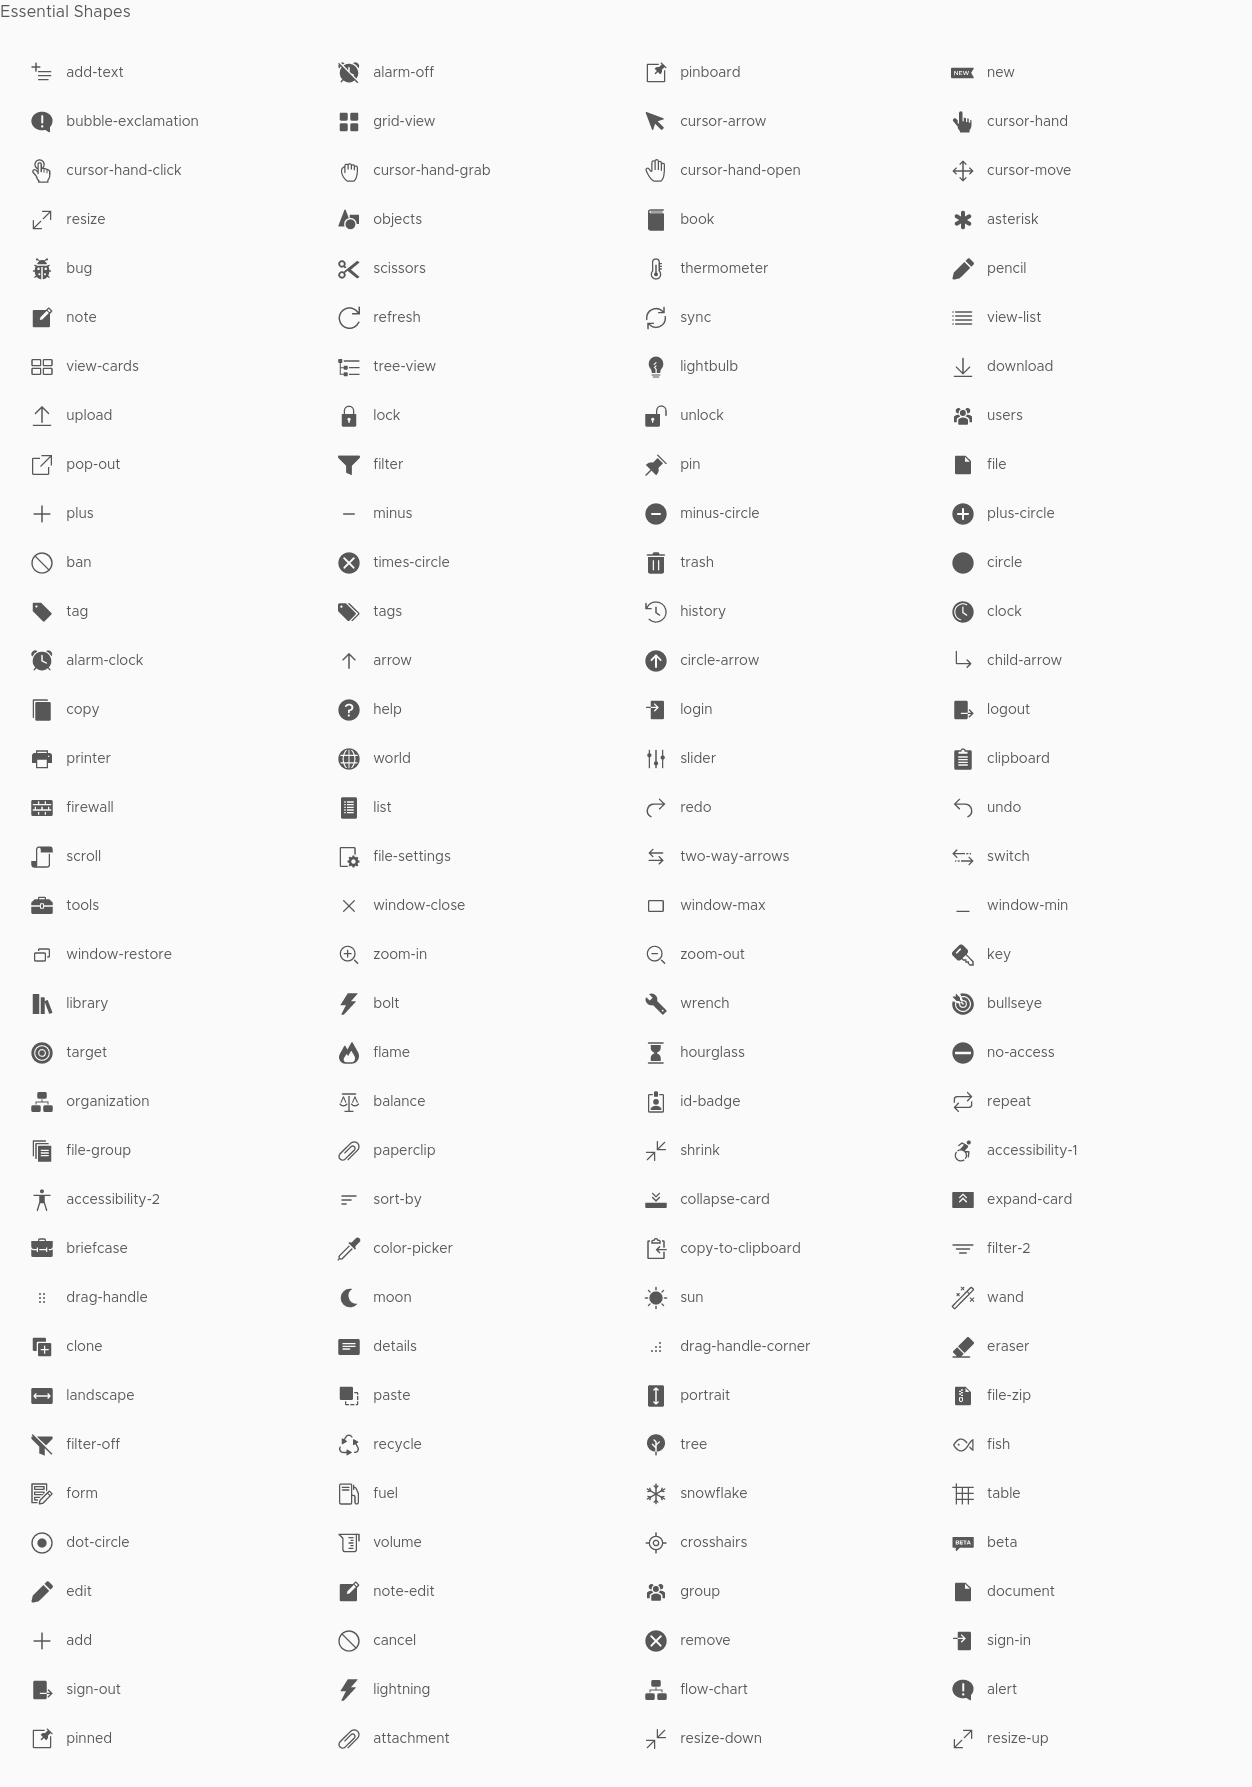 Essential Shapes
add-text alarm-off pinboard NEW new
bubble-exclamation grid-view cursor-arrow cursor-hand
cursor-hand-click cursor-hand-grab cursor-hand-open cursor-move
resize objects book asterisk
bug scissors thermometer pencil
note refresh sync view-list
view-cards tree-view lightbulb download
upload lock unlock users
pop-out filter pin file
plus minus minus-circle plus-circle
ban times-circle trash circle
tag tags history clock
alarm-clock arrow circle-arrow child-arrow
copy help login logout
printer world slider clipboard
firewall list redo undo
scroll file-settings two-way-arrows switch
tools window-close window-max window-min
window-restore zoom-in zoom-out key
library bolt wrench bullseye
target flame hourglass no-access
organization balance id-badge repeat
file-group paperclip shrink accessibility-1
accessibility-2 sort-by collapse-card expand-card
briefcase color-picker copy-to-clipboard filter-2
drag-handle moon sun wand
clone details drag-handle-corner eraser
landscape paste portrait file-zip
filter-off recycle tree fish
form fuel snowflake table
dot-circle volume crosshairs BETA beta
edit note-edit group document
add cancel remove sign-in
sign-out lightning flow-chart alert
pinned attachment resize-down resize-up